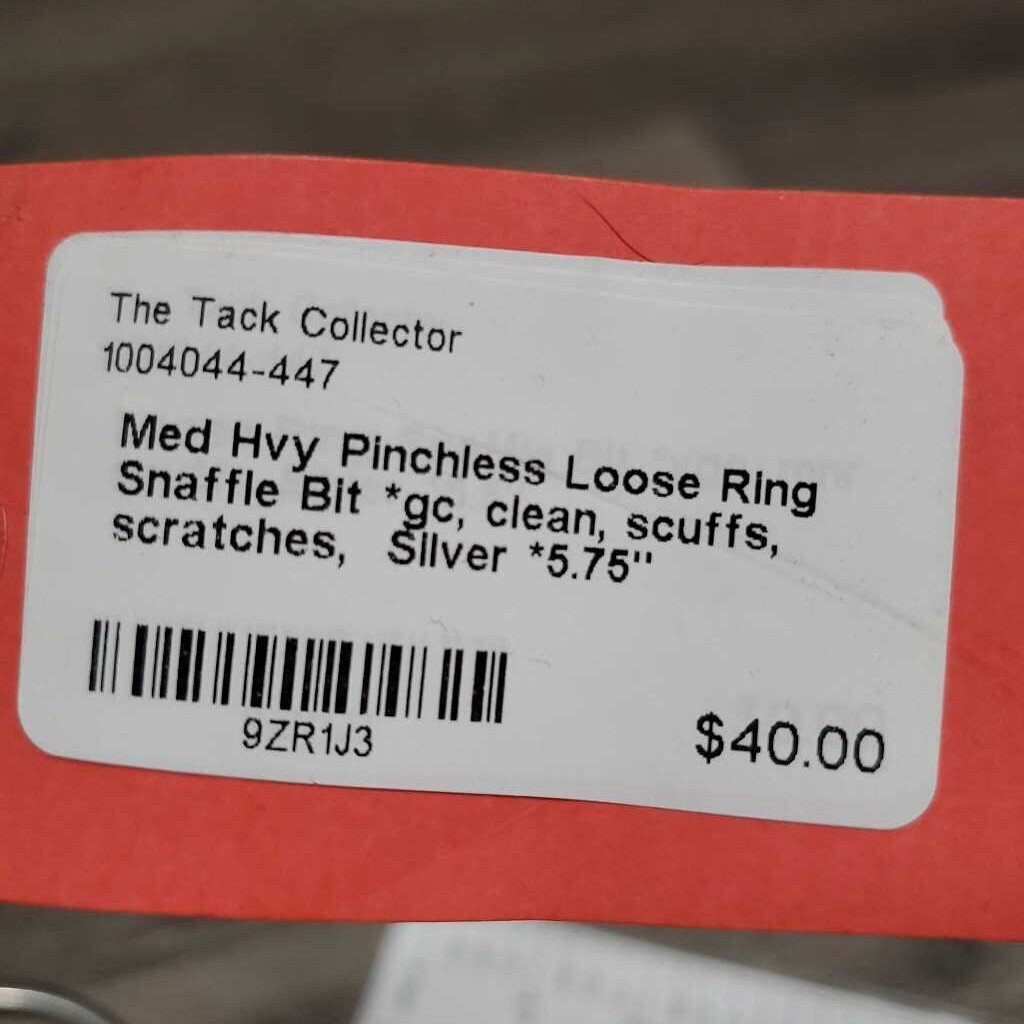 The Tack Collector
1004044-447
Med Hvy Pinchless Loose Ring
Snaffle Bit *gc, clean, scuffs,
scratches, Silver *5.75"
9ZR1J3
$40.00